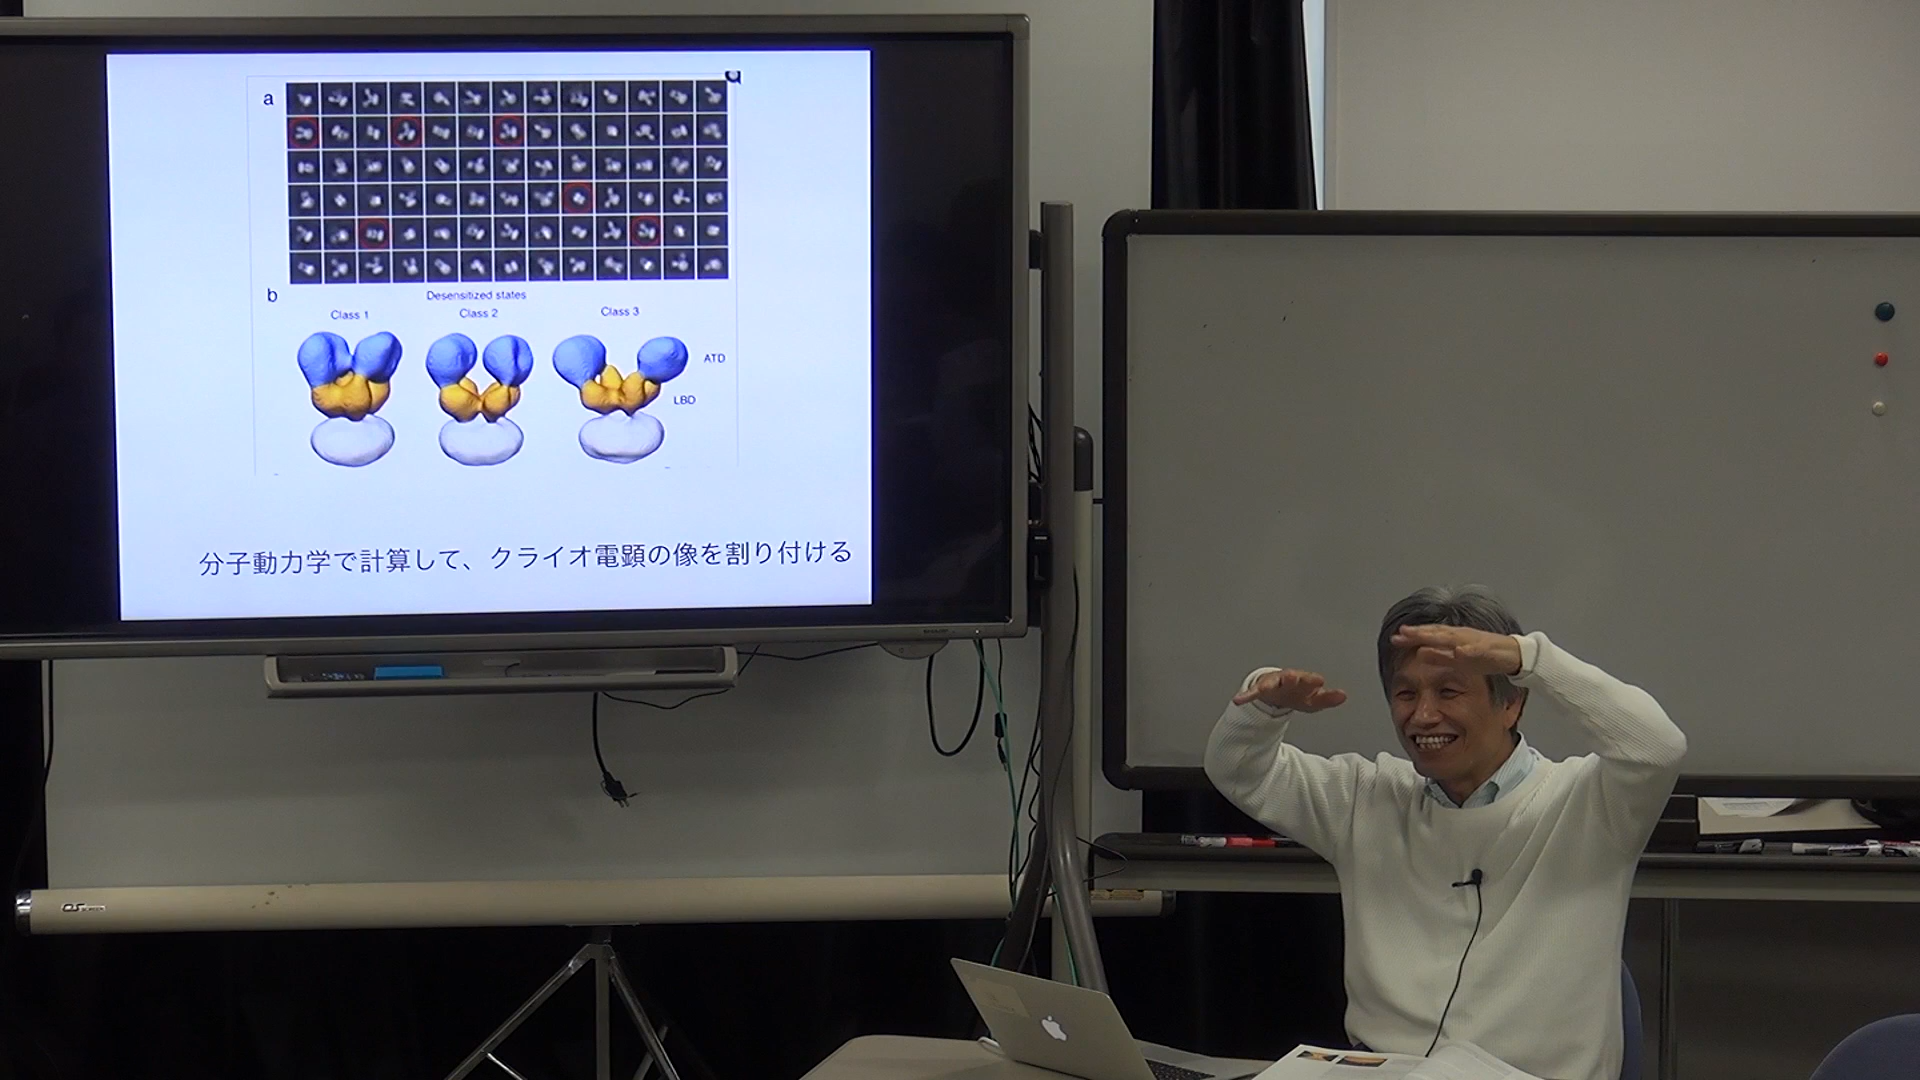 a
b
Desensitized states
Class 1
Class 2
Class 3
ATD
LBD
分子動力学で計算して、クライオ電顕の像を割り付ける